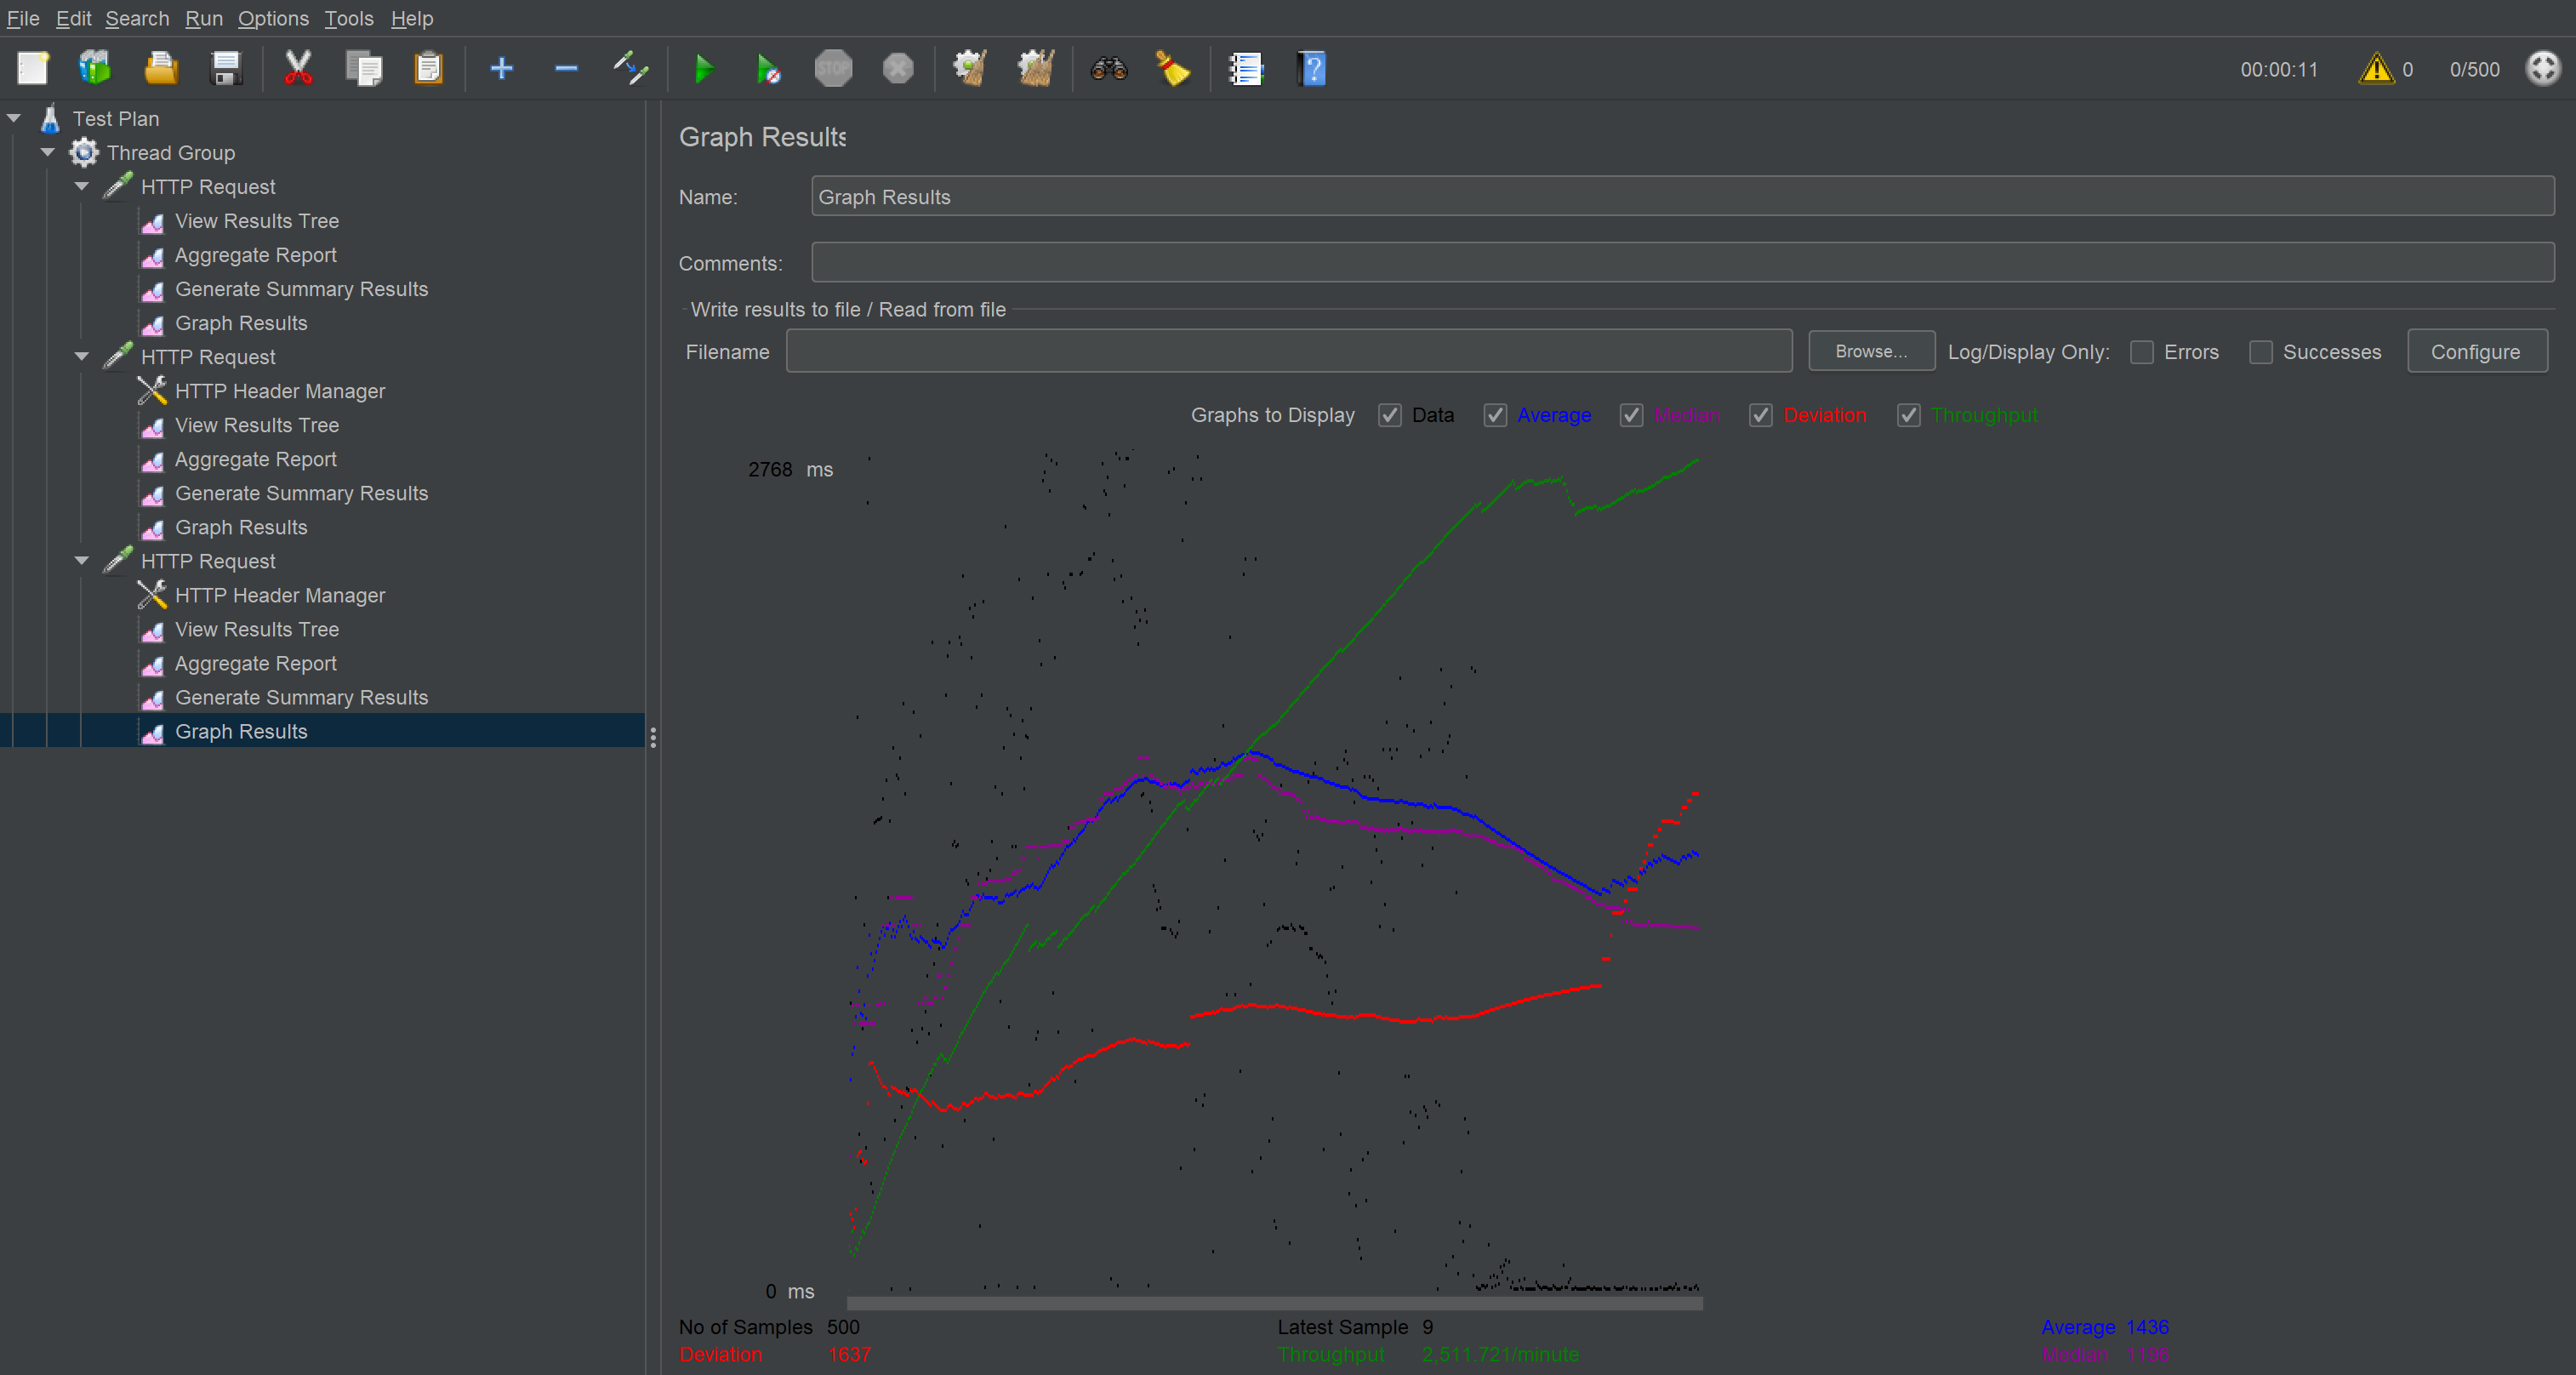 File Edit Search Run Options Tools Help
STOP
00:00:11 0 0/500
Test Plan
Thread Group
HTTP Request
View Results Tree
Aggregate Report
Generate Summary Results
Graph Results
HTTP Request
HTTP Header Manager
View Results Tree
Aggregate Report
Generate Summary Results
Graph Results
HTTP Request
HTTP Header Manager
View Results Tree
Aggregate Report
Generate Summary Results
Graph Results
Graph Results
Name: Graph Results
Comments:
Write results to file / Read from file
Filename Browse... Log/Display Only: Errors Successes Configure
Graphs to Display Data Average Median Deviation Throughput
2768 ms
0 ms
No of Samples 500 Latest Sample 9 Average 1436
Deviation 1637 Throughput 2,511.721/minute Median 1196